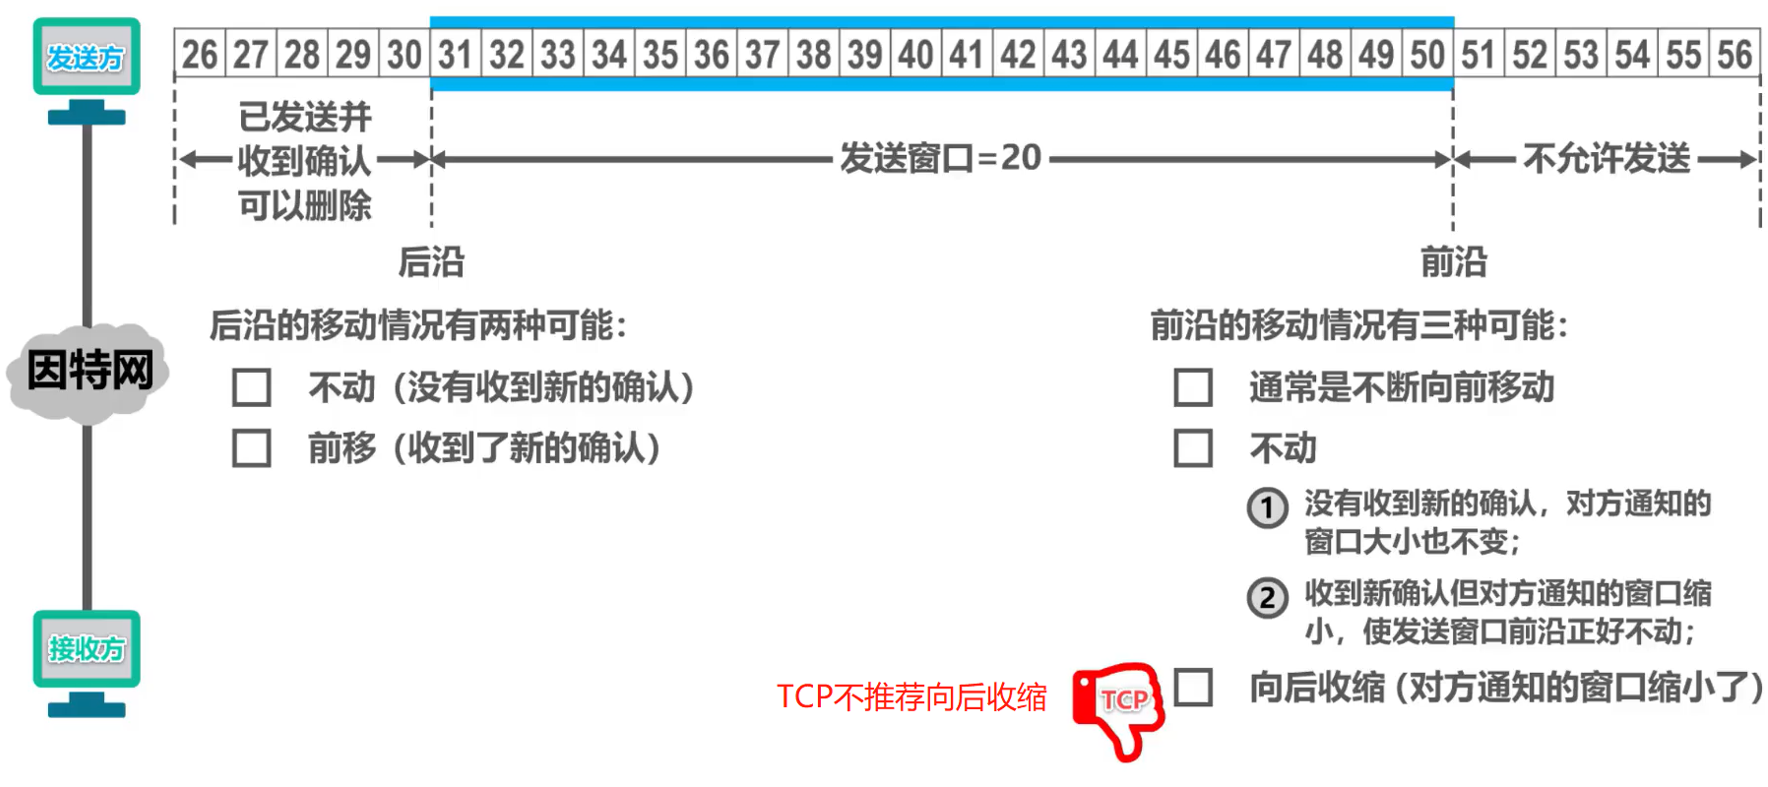 发送方
26 27 28 29 30 31 32 33 34 35 36 37 38 39 40 41 42 43 44 45 46 47 48 49 50 51 52 53 54 55 56
已发送并
收到确认
可以删除
发送窗口=20
不允许发送
后沿
前沿
后沿的移动情况有两种可能：
不动（没有收到新的确认）
前移（收到了新的确认）
因特网
前沿的移动情况有三种可能：
通常是不断向前移动
不动
1 没有收到新的确认，对方通知的
窗口大小也不变；
2 收到新确认但对方通知的窗口缩
小，使发送窗口前沿正好不动；
接收方
TCP不推荐向后收缩
TCP
向后收缩（对方通知的窗口缩小了）